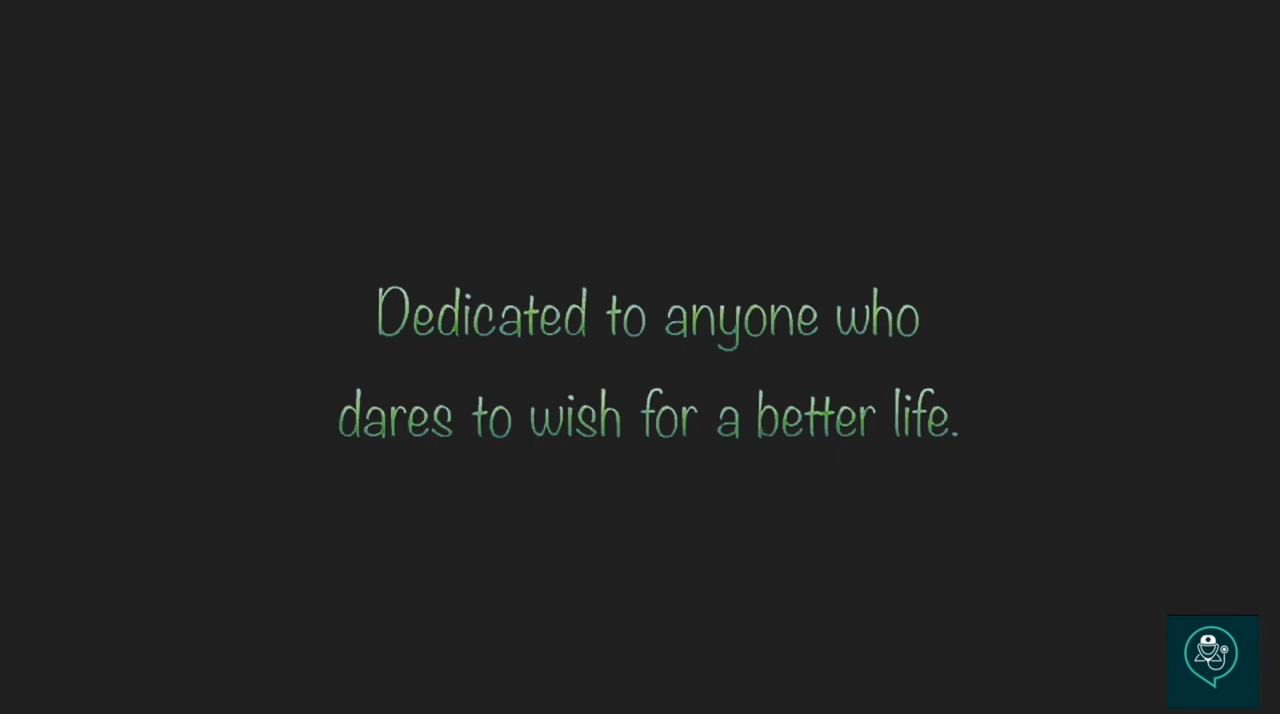 Dedicated to anyone who
dares to wish for a better life.